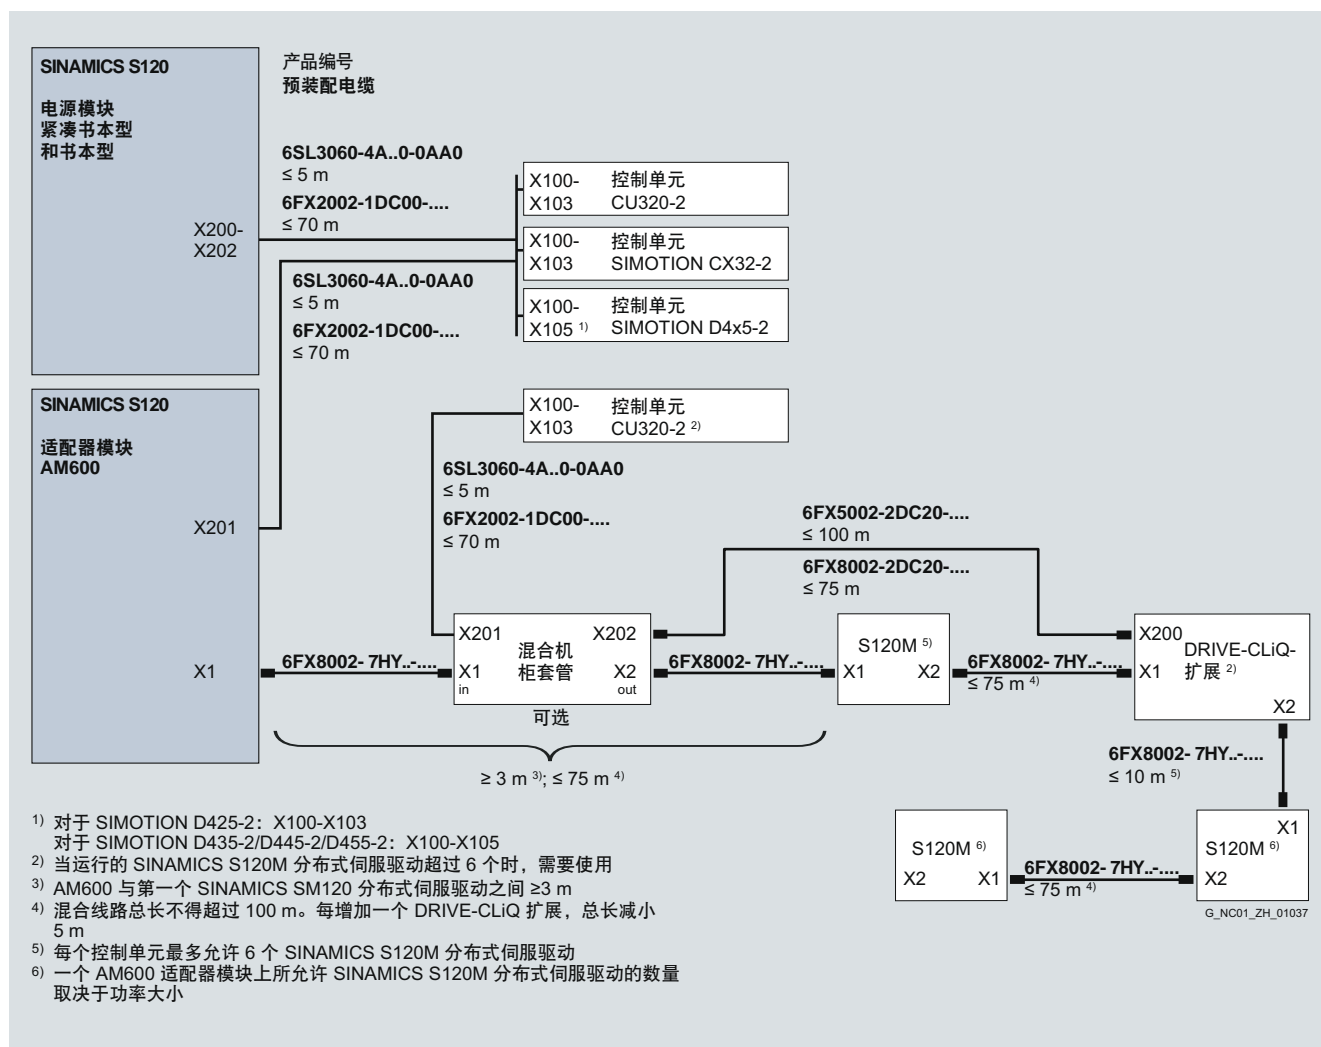 SINAMICS S120
电源模块
紧凑书本型
和书本型
X200-
X202
产品编号
预装配电缆
6SL3060-4A..0-0AA0
≤ 5 m
6FX2002-1DC00-....
≤ 70 m
X100-
X103
控制单元
CU320-2
X100-
X103
控制单元
SIMOTION CX32-2
X100-
X105 1)
控制单元
SIMOTION D4x5-2
6SL3060-4A..0-0AA0
≤ 5 m
6FX2002-1DC00-....
≤ 70 m
SINAMICS S120
适配器模块
AM600
X201
X1
X100-
X103
控制单元
CU320-2 2)
6SL3060-4A..0-0AA0
≤ 5 m
6FX2002-1DC00-....
≤ 70 m
6FX5002-2DC20-....
≤ 100 m
6FX8002-2DC20-....
≤ 75 m
6FX8002- 7HY..-....
X201
X202
混合机
柜套管
X1
in
X2
out
可选
6FX8002- 7HY..-....
S120M 5)
X1
X2
6FX8002- 7HY..-....
≤ 75 m 4)
X200
DRIVE-CLiQ-
扩展 2)
X1
X2
≥ 3 m 3); ≤ 75 m 4)
6FX8002- 7HY..-....
≤ 10 m 5)
S120M 6)
X2
X1
6FX8002- 7HY..-....
≤ 75 m 4)
X1
S120M 6)
X2
G_NC01_ZH_01037
1) 对于 SIMOTION D425-2：X100-X103
对于 SIMOTION D435-2/D445-2/D455-2：X100-X105
2) 当运行的 SINAMICS S120M 分布式伺服驱动超过 6 个时，需要使用
3) AM600 与第一个 SINAMICS SM120 分布式伺服驱动之间 ≥3 m
4) 混合线路总长不得超过 100 m。每增加一个 DRIVE-CLiQ 扩展，总长减小
5 m
5) 每个控制单元最多允许 6 个 SINAMICS S120M 分布式伺服驱动
6) 一个 AM600 适配器模块上所允许 SINAMICS S120M 分布式伺服驱动的数量
取决于功率大小